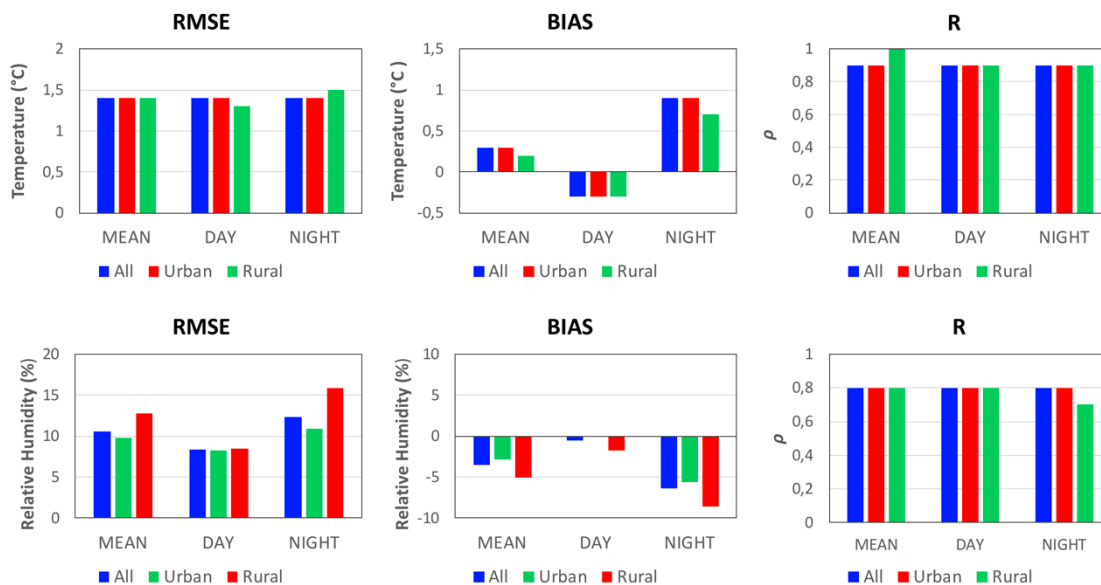 RMSE
Temperature (°C)
2
1,5
1
0,5
0
MEAN DAY NIGHT
All Urban Rural
BIAS
Temperature (°C )
1,5
1
0,5
0
-0,5
MEAN DAY NIGHT
All Urban Rural
R
ρ
1
0,8
0,6
0,4
0,2
0
MEAN DAY NIGHT
All Urban Rural
RMSE
Relative Humidity (%)
20
15
10
5
0
MEAN DAY NIGHT
All Urban Rural
BIAS
Relative Humidity (%)
10
5
0
-5
-10
MEAN DAY NIGHT
All Urban Rural
R
ρ
1
0,8
0,6
0,4
0,2
0
MEAN DAY NIGHT
All Urban Rural